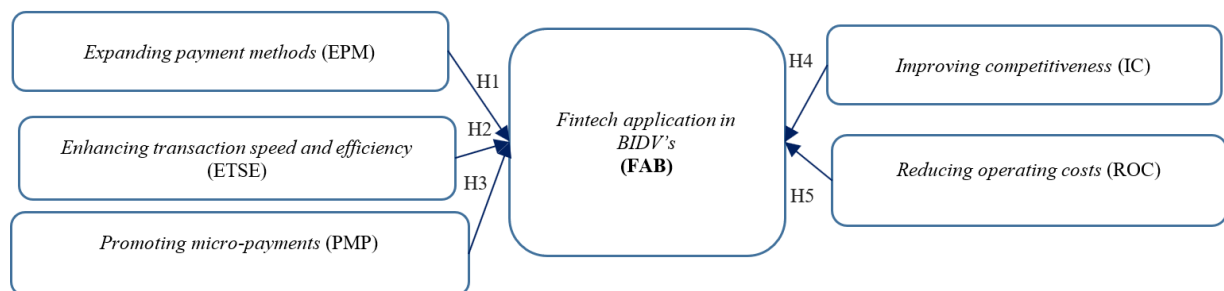 Expanding payment methods (EPM)
H1
Enhancing transaction speed and efficiency
(ETSE)
H2
H3
Promoting micro-payments (PMP)
Fintech application in
BIDV's
(FAB)
H4
Improving competitiveness (IC)
H5
Reducing operating costs (ROC)